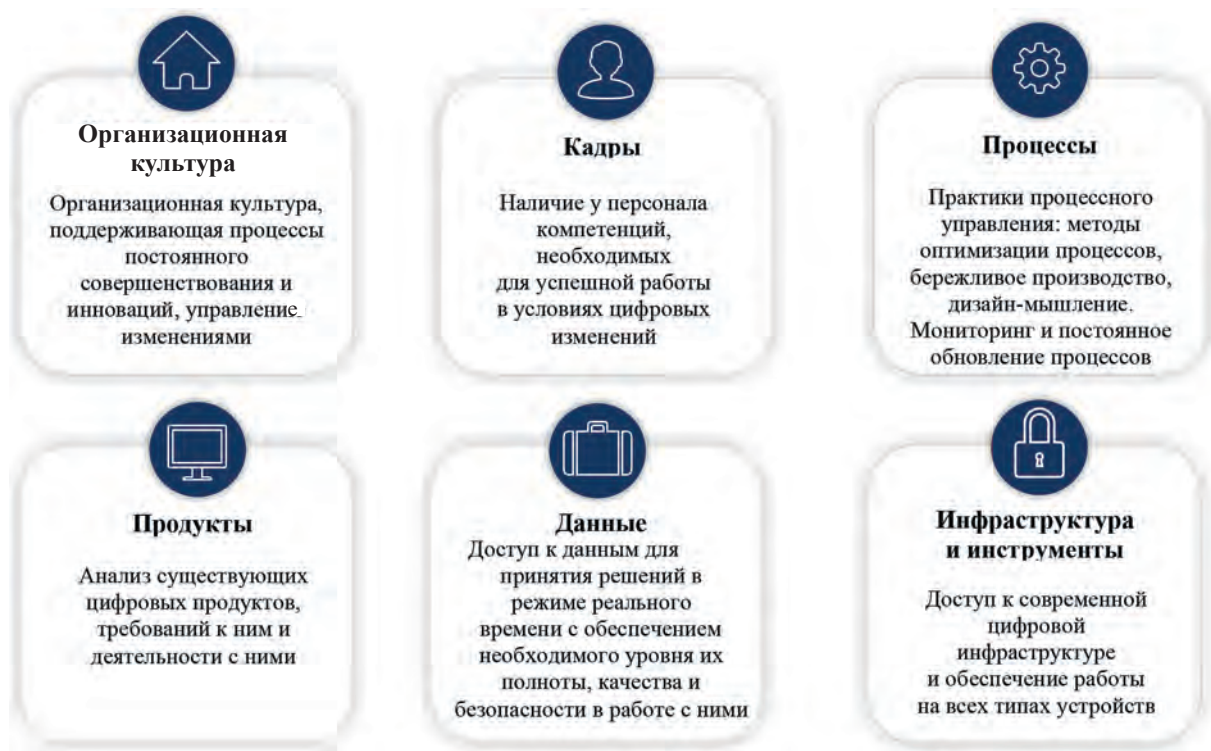 Организационная
культура
Организационная культура,
поддерживающая процессы
постоянного
совершенствования и
инноваций, управление
изменениями
Кадры
Наличие у персонала
компетенций,
необходимых
для успешной работы
в условиях цифровых
изменений
Процессы
Практики процессного
управления: методы
оптимизации процессов,
бережливое производство,
дизайн-мышление.
Мониторинг и постоянное
обновление процессов
Продукты
Анализ существующих
цифровых продуктов,
требований к ним и
деятельности с ними
Данные
Доступ к данным для
принятия решений в
режиме реального
времени с обеспечением
необходимого уровня их
полноты, качества и
безопасности в работе с ними
Инфраструктура
и инструменты
Доступ к современной
цифровой
инфраструктуре
и обеспечение работы
на всех типах устройств